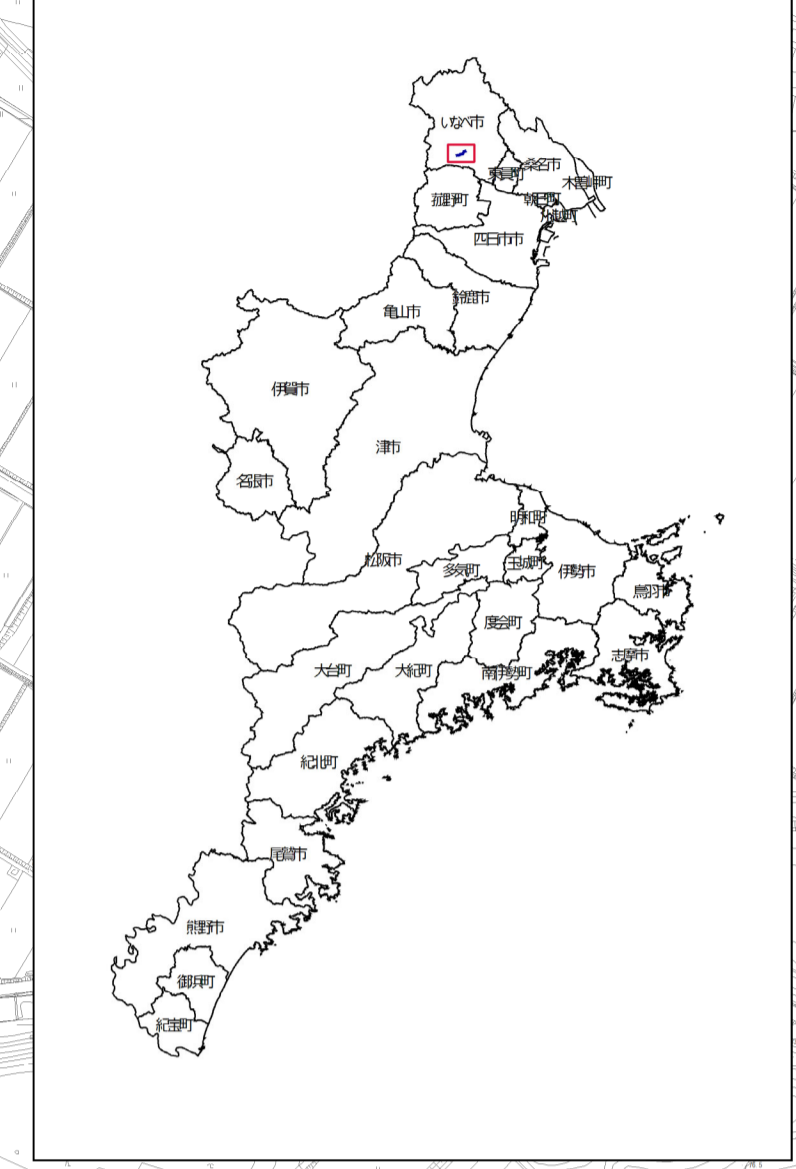 いなべ市
東員町
桑名市
木曽岬町
菰野町
朝日町
川越町
四日市市
鈴鹿市
亀山市
伊賀市
津市
名張市
明和町
松阪市
多気町
玉城町
伊勢市
鳥羽市
度会町
志摩市
大台町
大紀町
南伊勢町
紀北町
尾鷲市
熊野市
御浜町
紀宝町